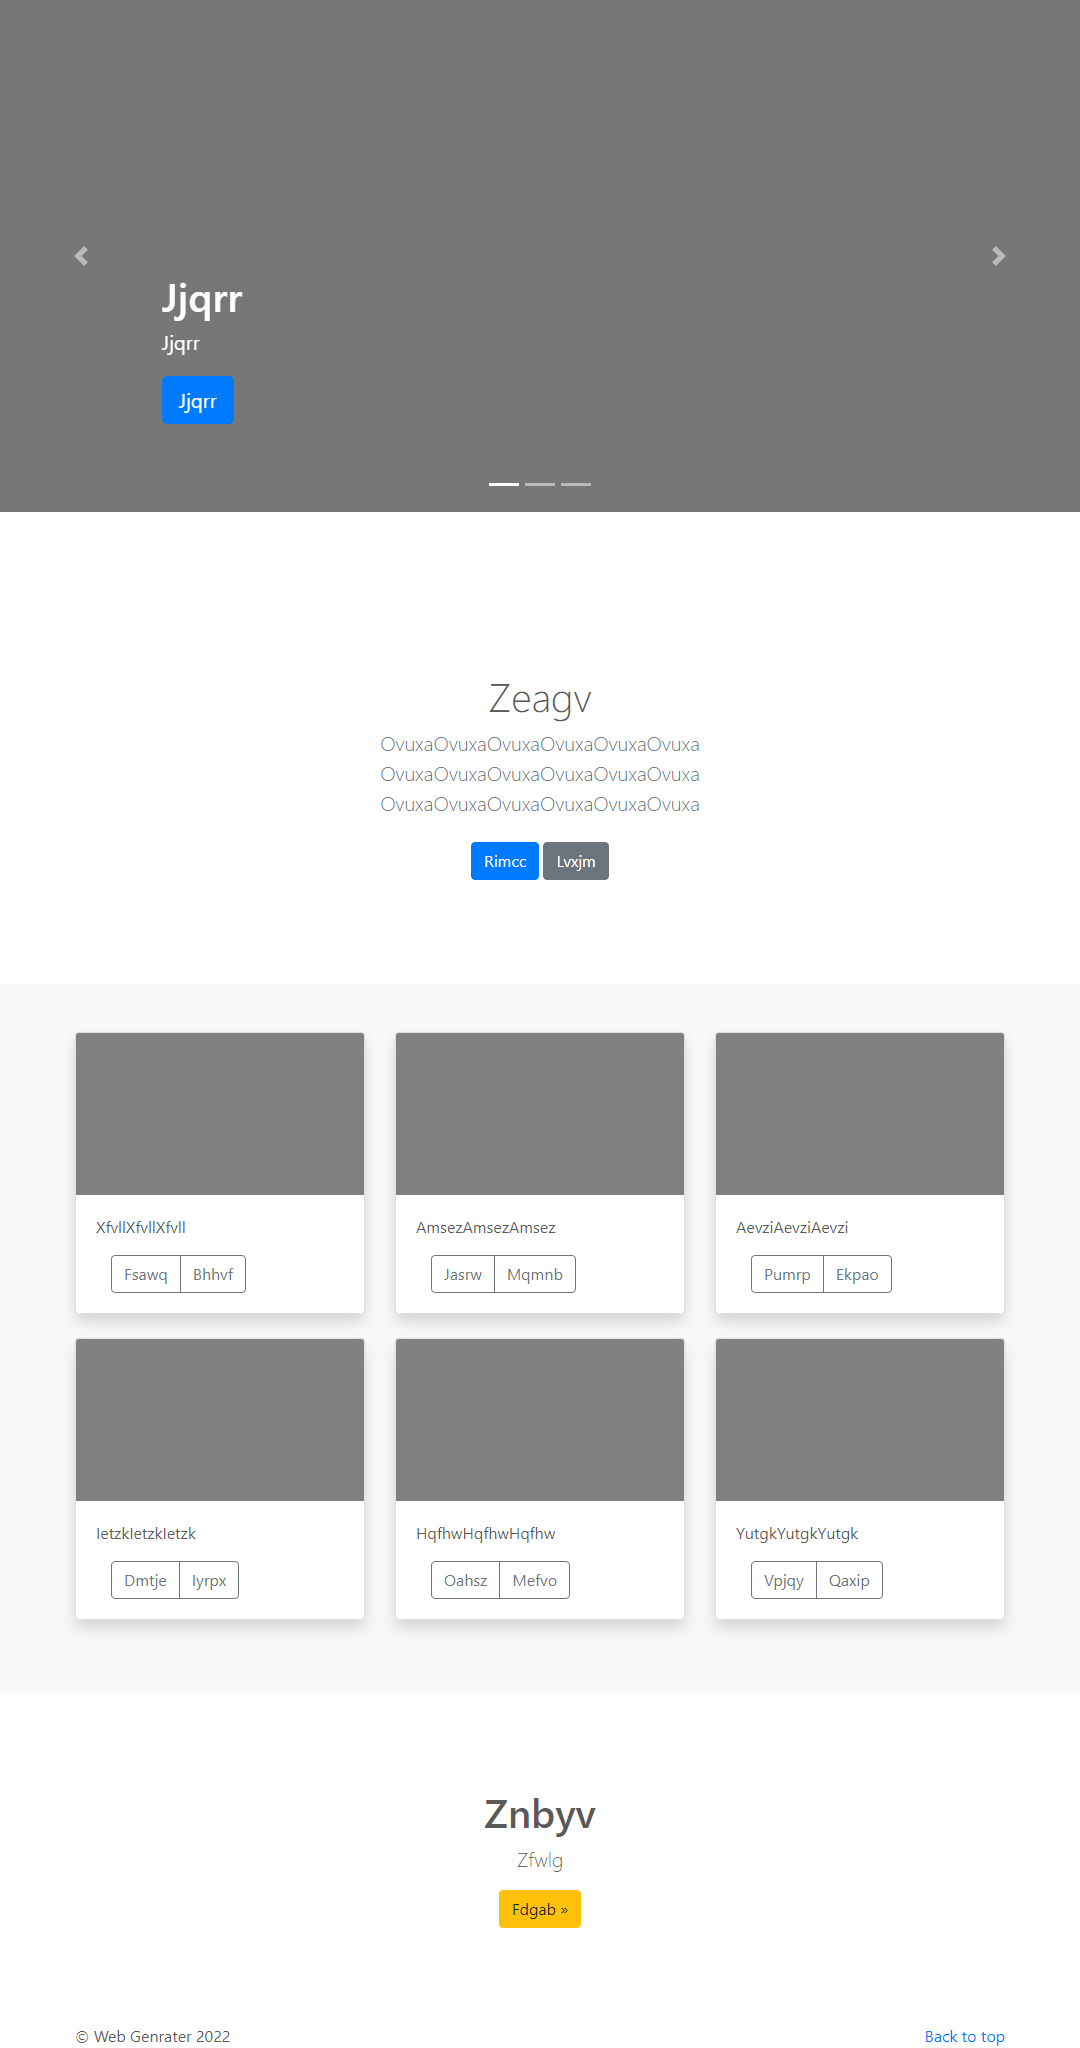 Jjqrr
Jjqrr
Jjqrr
Zeagv
OvuxaOvuxaOvuxaOvuxaOvuxaOvuxa
OvuxaOvuxaOvuxaOvuxaOvuxaOvuxa
OvuxaOvuxaOvuxaOvuxaOvuxaOvuxa
Rimcc Lvxjm
XfvllXfvllXfvll AmsezAmsezAmsez AevziAevziAevzi
Fsawq Bhhvf Jasrw Mqmnb Pumrp Ekpao
IetzkIetzkIetzk HqfhwHqfhwHqfhw YutgkYutgkYutgk
Dmtje Iyrpx Oahsz Mefvo Vpjqy Qaxip
Znbyv
Zfwlg
Fdgab »
© Web Genrater 2022 Back to top